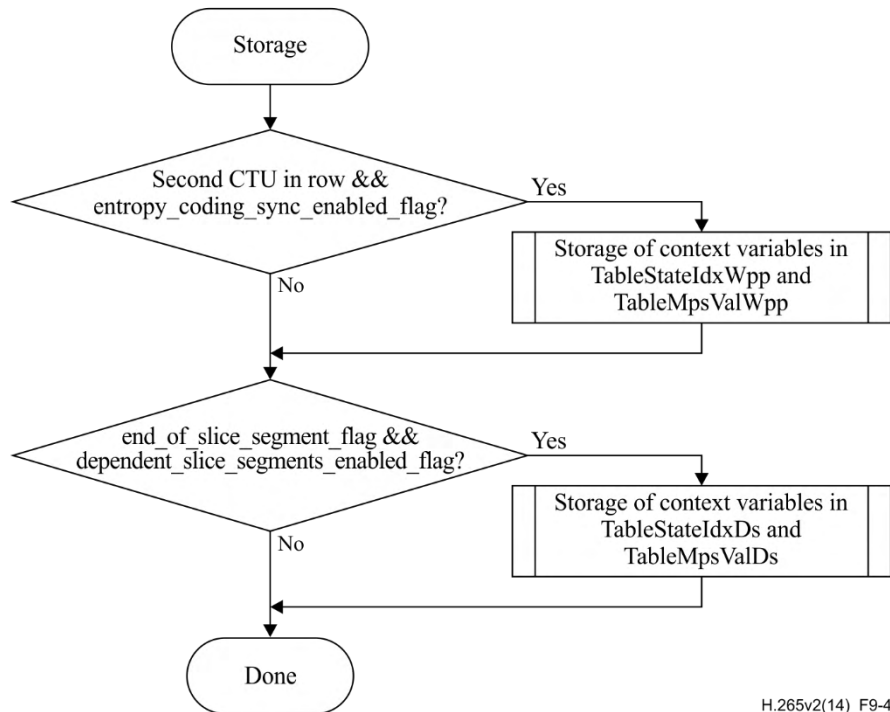 Storage
Second CTU in row &&
entropy_coding_sync_enabled_flag?
Yes
Storage of context variables in
TableStateIdxWpp and
TableMpsValWpp
No
end_of_slice_segment_flag &&
dependent_slice_segments_enabled_flag?
Yes
Storage of context variables in
TableStateIdxDs and
TableMpsValDs
No
Done
H.265v2(14)_F9-4